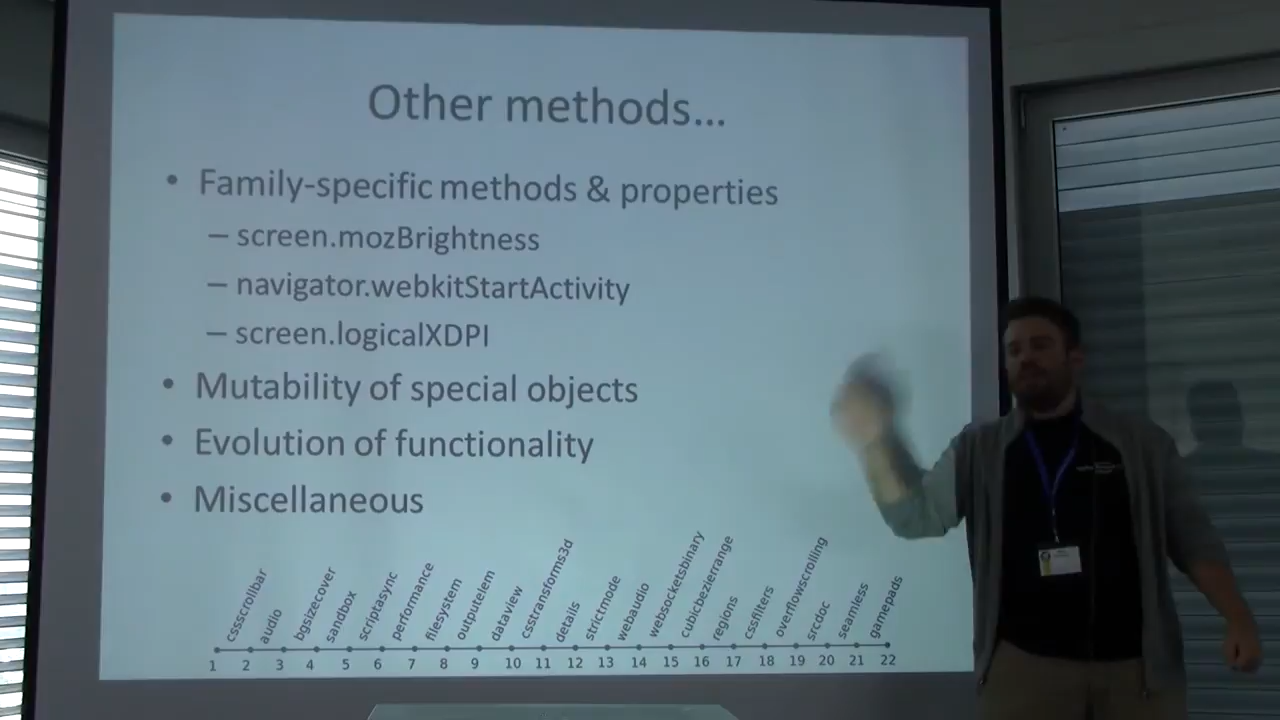 Other methods...
• Family-specific methods & properties
– screen.mozBrightness
– navigator.webkitStartActivity
– screen.logicalXDPI
• Mutability of special objects
• Evolution of functionality
• Miscellaneous
cssscrollbar audio bgsizecover sandbox scriptasync performance filesystem outputelem dataview csstransforms3d details strictmode webaudio websocketsbinary cubicbezierrange regions cssfilters overflowscrolling srcdoc seamless gamepads
1 2 3 4 5 6 7 8 9 10 11 12 13 14 15 16 17 18 19 20 21 22